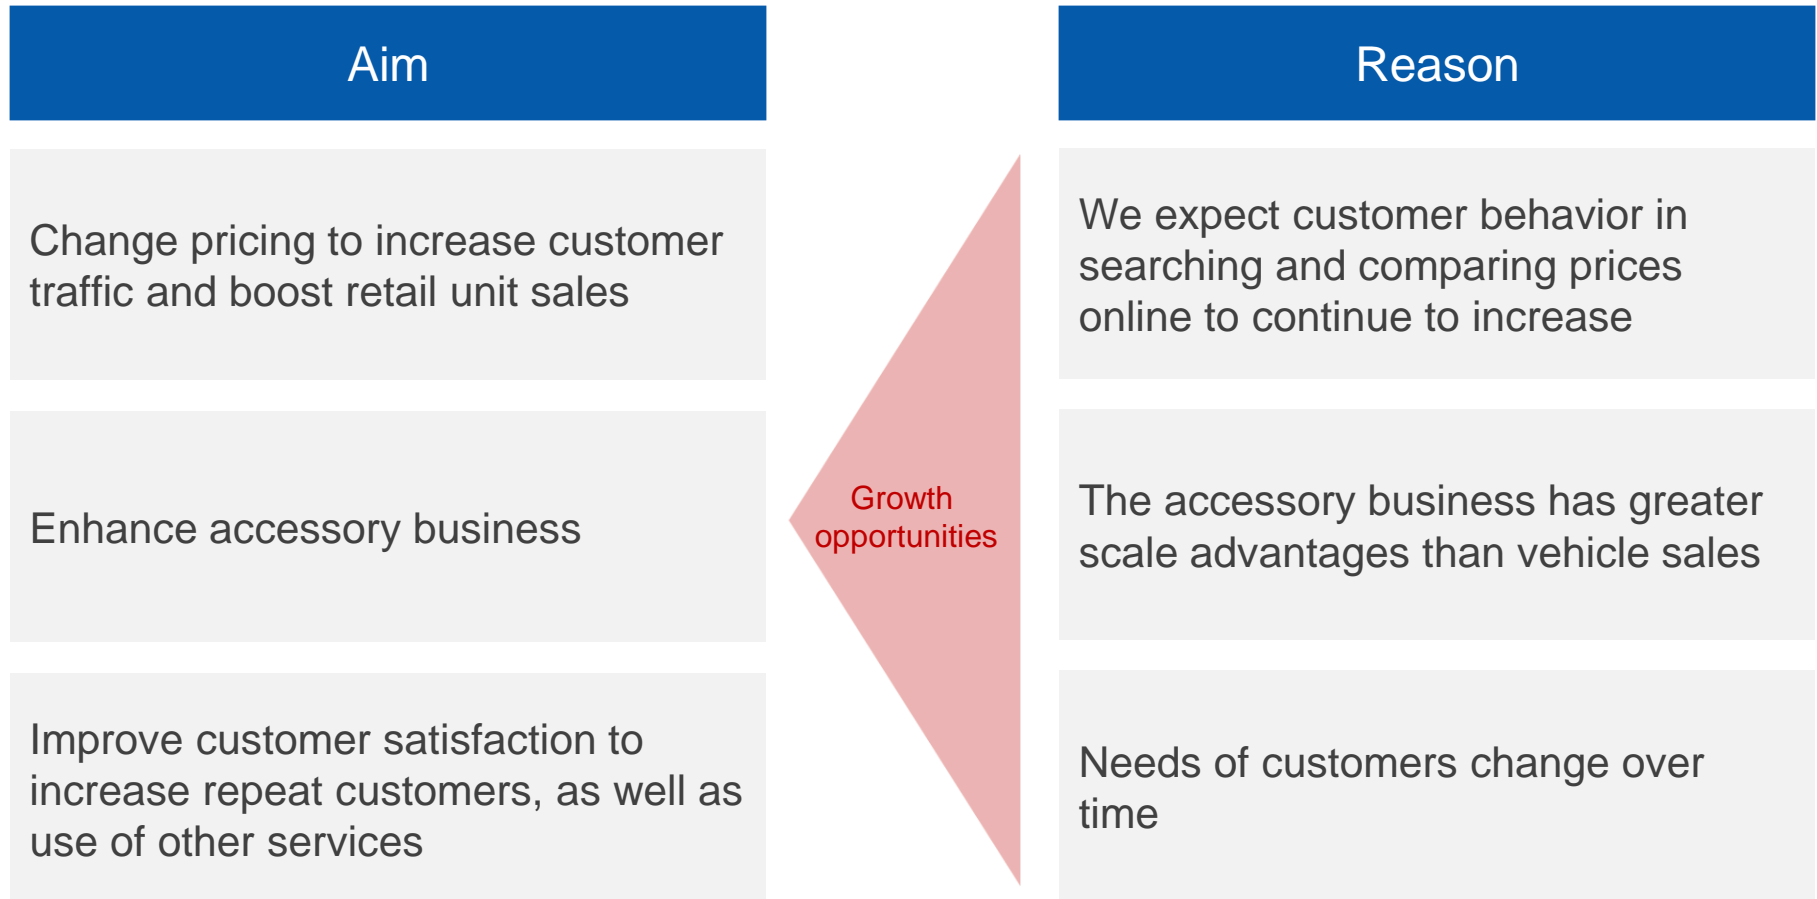 Aim
Reason
Change pricing to increase customer
traffic and boost retail unit sales
We expect customer behavior in
searching and comparing prices
online to continue to increase
Growth
opportunities
Enhance accessory business
The accessory business has greater
scale advantages than vehicle sales
Improve customer satisfaction to
increase repeat customers, as well as
use of other services
Needs of customers change over
time